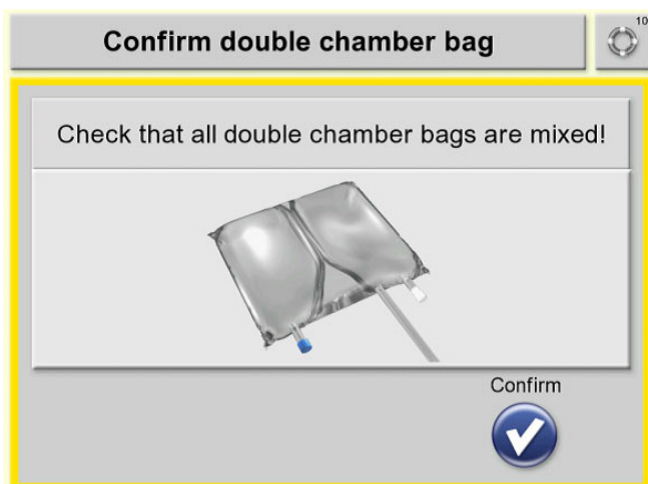 Confirm double chamber bag
10
Check that all double chamber bags are mixed!
Confirm